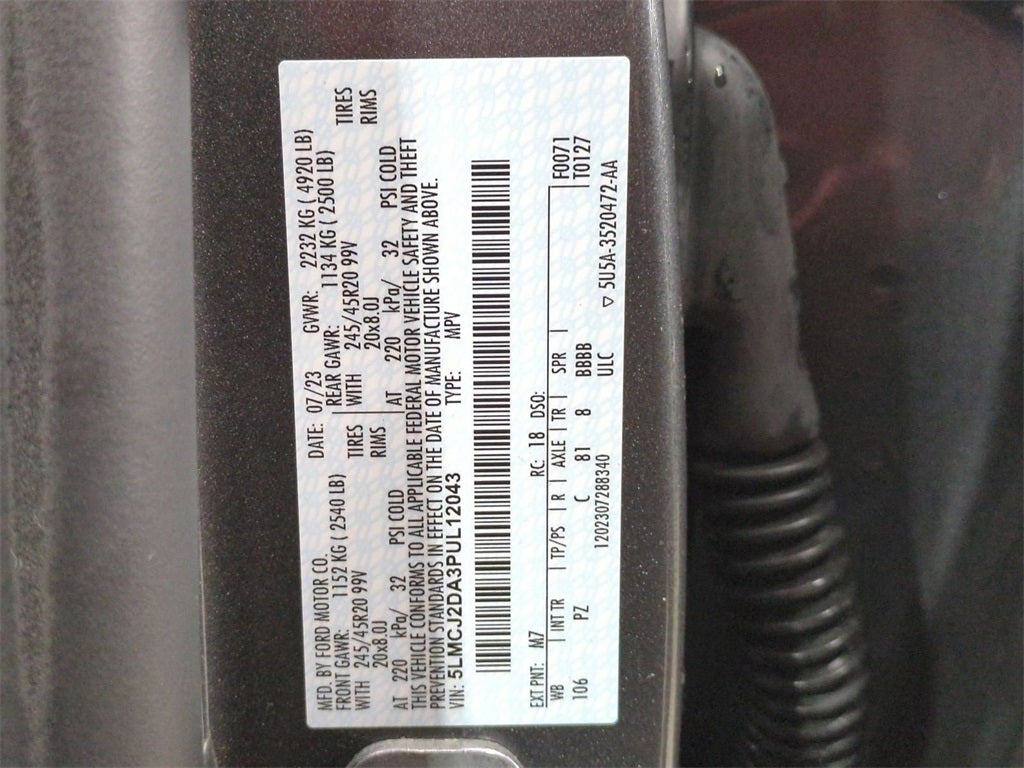 MFD. BY FORD MOTOR CO.
DATE: 07/23 GVWR: 2232 KG ( 4920 LB)
FRONT GAWR: 1152 KG ( 2540 LB) REAR GAWR: 1134 KG ( 2500 LB)
WITH 245/45R20 99V TIRES WITH 245/45R20 99V TIRES
20x8.0J RIMS 20x8.0J RIMS
AT 220 kPa/ 32 PSI COLD AT 220 kPa/ 32 PSI COLD
THIS VEHICLE CONFORMS TO ALL APPLICABLE FEDERAL MOTOR VEHICLE SAFETY AND THEFT
PREVENTION STANDARDS IN EFFECT ON THE DATE OF MANUFACTURE SHOWN ABOVE.
VIN: 5LMCJ2DA3PUL12043 TYPE: MPV
EXT PNT: M7 RC: 18 DSO: F0071
WB | INT TR | TP/PS | R | AXLE | TR | SPR | T0127
106 PZ C 81 8 BBBB
1202307288340 ULC ▽ 5U5A-3520472-AA